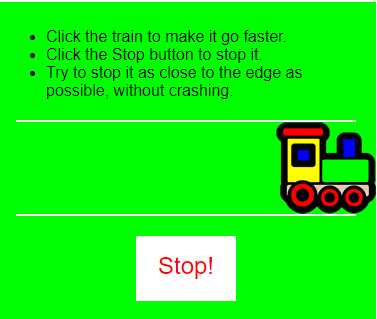 Click the train to make it go faster.
Click the Stop button to stop it.
Try to stop it as close to the edge as
possible, without crashing.
Stop!